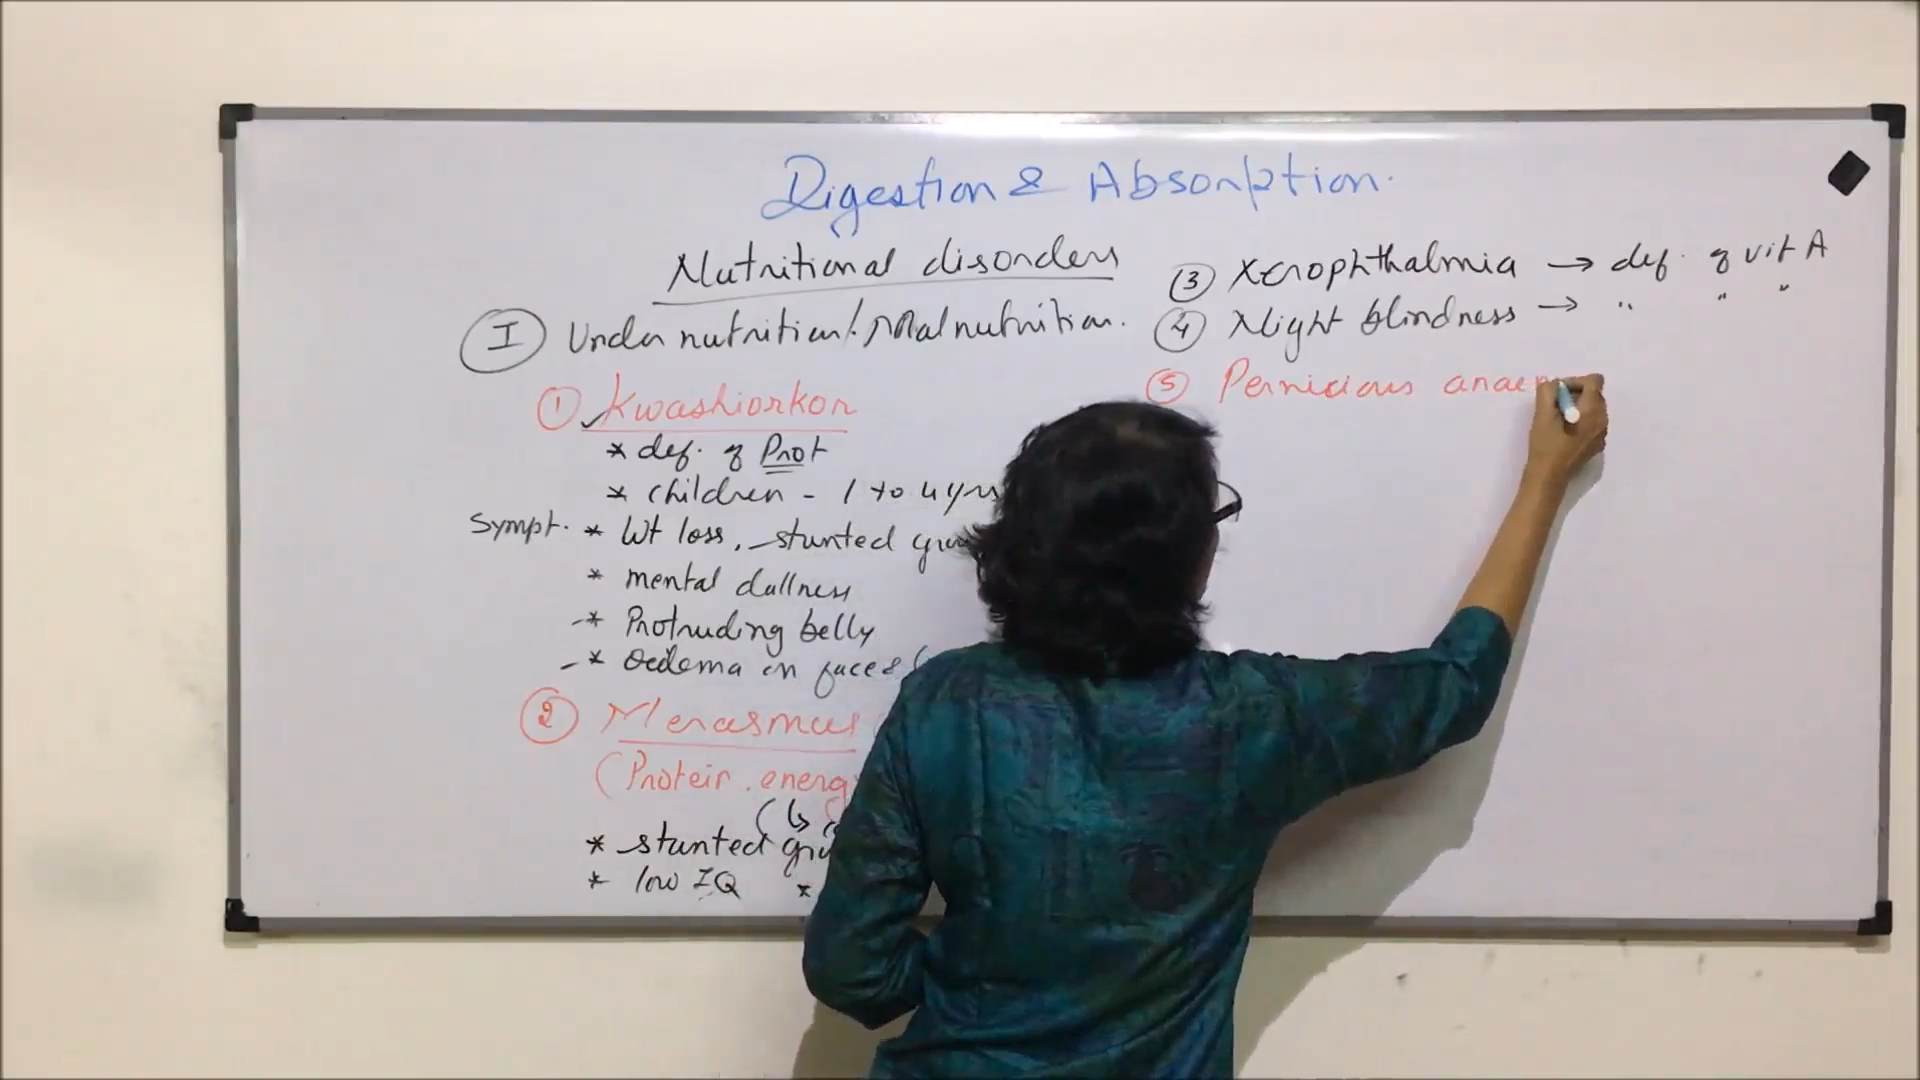 Digestion & Absorption.
Nutritional disorders
I Under nutrition/Malnutrition.
① Kwashiorkor
* def. of Prot
* children - 1 to 4 yrs
Sympt. * Wt loss, stunted
* mental dullness
* Protruding belly
* Oedema on face &
② Merasmus
(Protein.energ
* stunted
* low IQ *
③ Xerophthalmia → def. of vit A
④ Night blindness → " " "
⑤ Pernicious anae